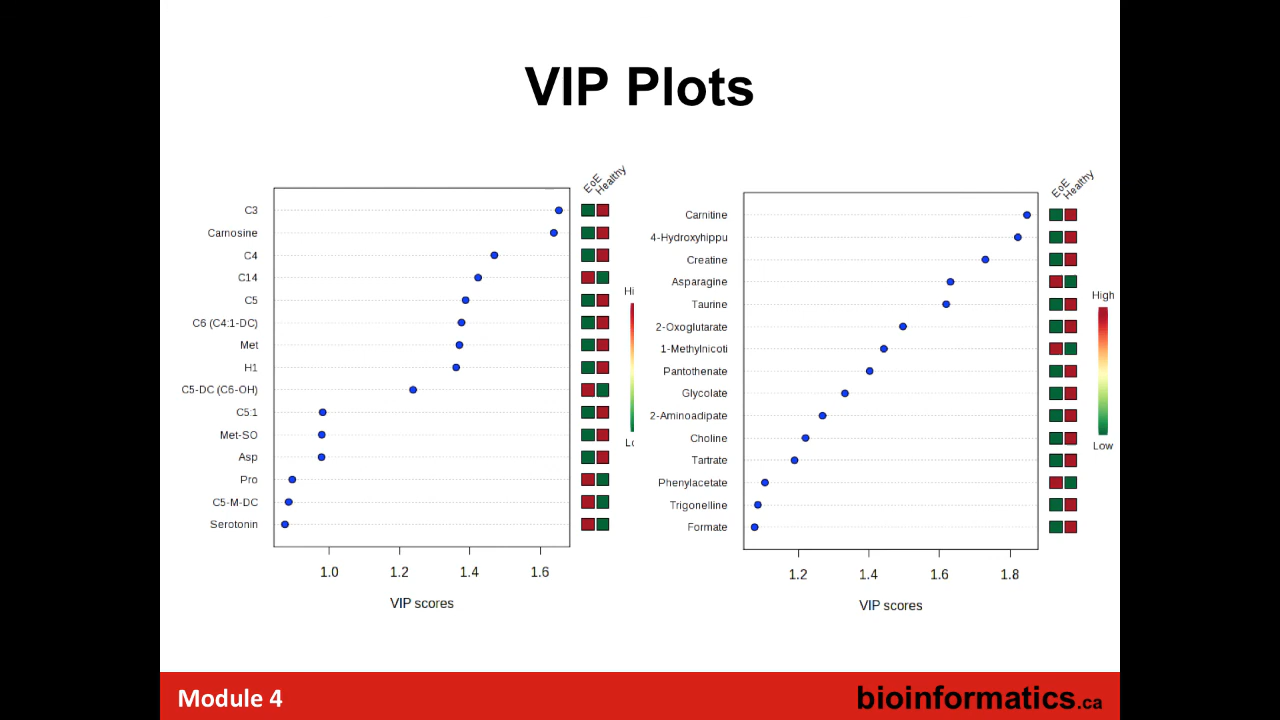 VIP Plots
EoE
Healthy
C3
Carnosine
C4
C14
C5
C6 (C4:1-DC)
Met
H1
C5-DC (C6-OH)
C5:1
Met-SO
Asp
Pro
C5-M-DC
Serotonin
1.0 1.2 1.4 1.6
VIP scores
Hi
Lo
EoE
Healthy
Carnitine
4-Hydroxyhippu
Creatine
Asparagine
Taurine
2-Oxoglutarate
1-Methylnicoti
Pantothenate
Glycolate
2-Aminoadipate
Choline
Tartrate
Phenylacetate
Trigonelline
Formate
1.2 1.4 1.6 1.8
VIP scores
High
Low
Module 4
bioinformatics.ca